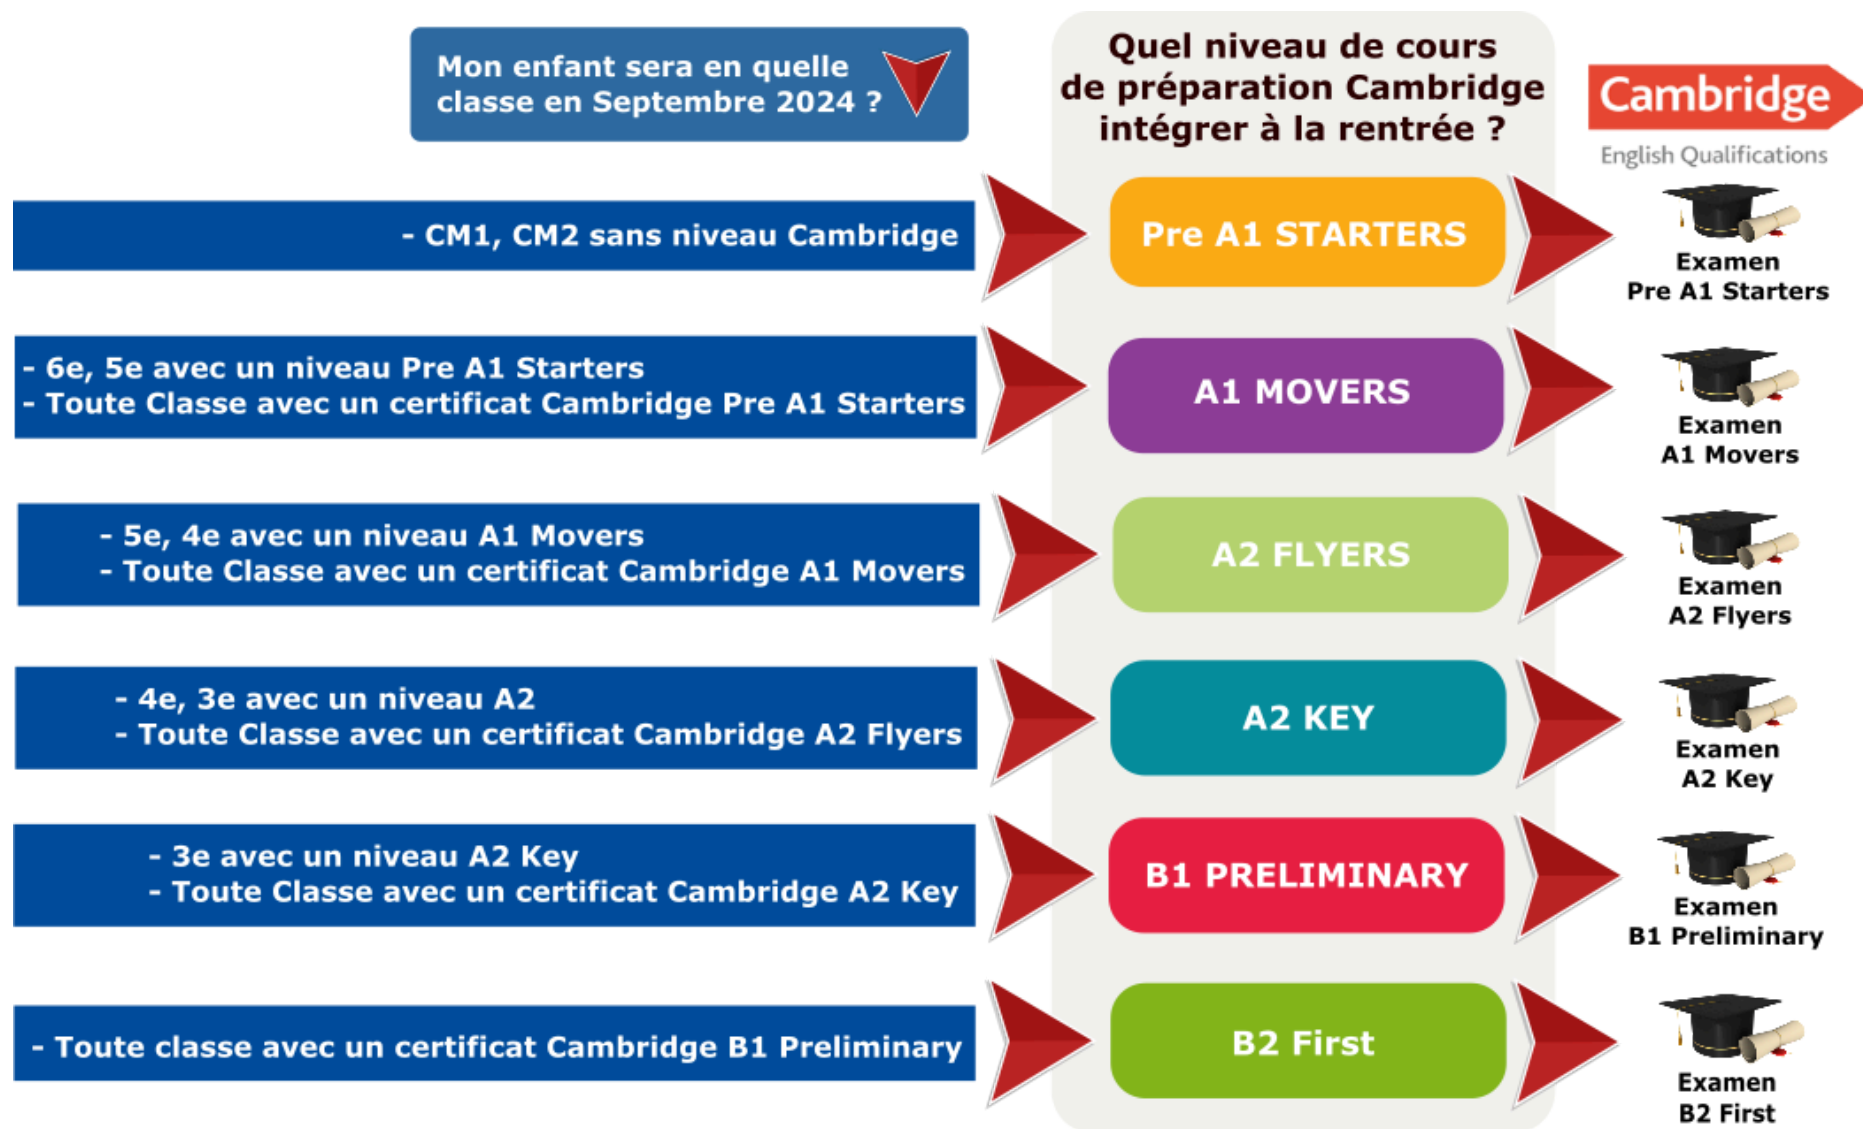 Mon enfant sera en quelle
classe en Septembre 2024 ?
Quel niveau de cours
de préparation Cambridge
intégrer à la rentrée ?
Cambridge
English Qualifications
- CM1, CM2 sans niveau Cambridge
Pre A1 STARTERS
Examen
Pre A1 Starters
- 6e, 5e avec un niveau Pre A1 Starters
- Toute Classe avec un certificat Cambridge Pre A1 Starters
A1 MOVERS
Examen
A1 Movers
- 5e, 4e avec un niveau A1 Movers
- Toute Classe avec un certificat Cambridge A1 Movers
A2 FLYERS
Examen
A2 Flyers
- 4e, 3e avec un niveau A2
- Toute Classe avec un certificat Cambridge A2 Flyers
A2 KEY
Examen
A2 Key
- 3e avec un niveau A2 Key
- Toute Classe avec un certificat Cambridge A2 Key
B1 PRELIMINARY
Examen
B1 Preliminary
- Toute classe avec un certificat Cambridge B1 Preliminary
B2 First
Examen
B2 First